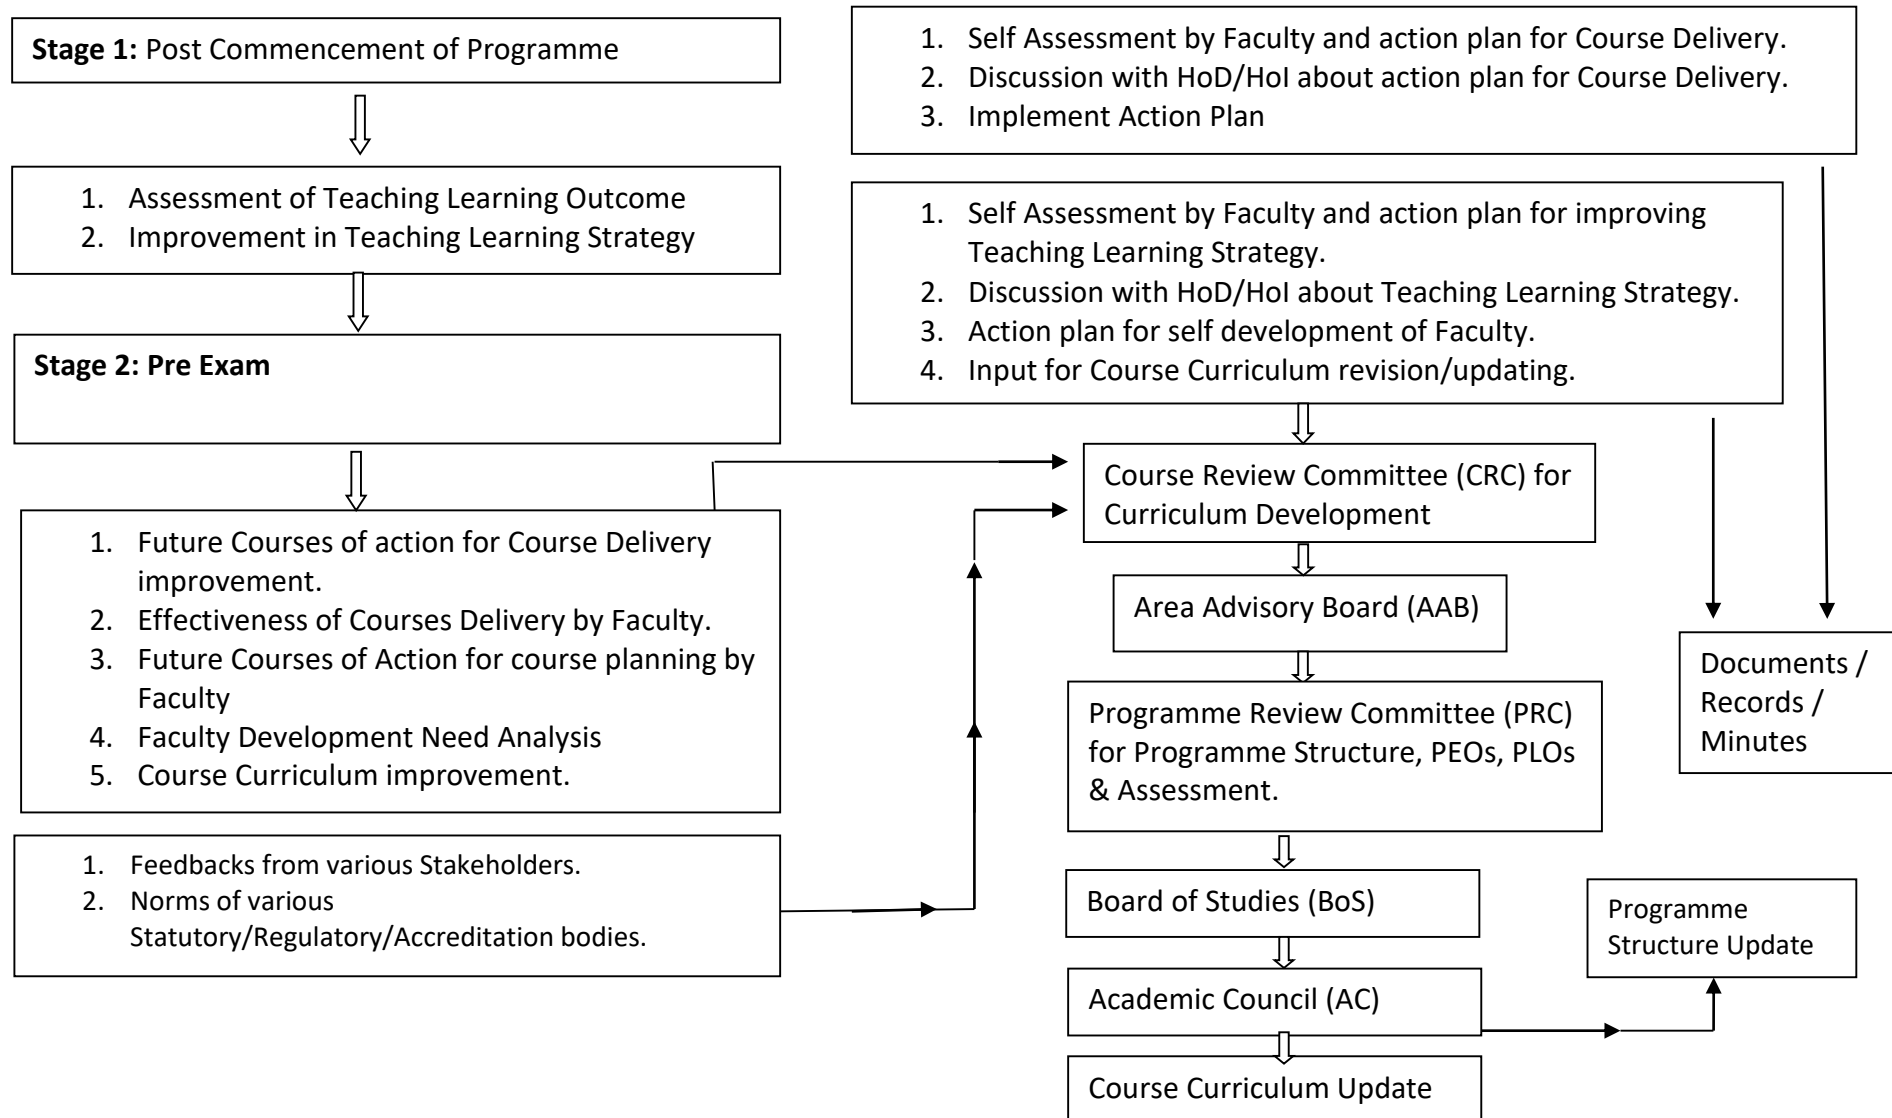 Stage 1: Post Commencement of Programme
1. Assessment of Teaching Learning Outcome
2. Improvement in Teaching Learning Strategy
Stage 2: Pre Exam
1. Future Courses of action for Course Delivery
improvement.
2. Effectiveness of Courses Delivery by Faculty.
3. Future Courses of Action for course planning by
Faculty
4. Faculty Development Need Analysis
5. Course Curriculum improvement.
1. Feedbacks from various Stakeholders.
2. Norms of various
Statutory/Regulatory/Accreditation bodies.
1. Self Assessment by Faculty and action plan for Course Delivery.
2. Discussion with HoD/HoI about action plan for Course Delivery.
3. Implement Action Plan
1. Self Assessment by Faculty and action plan for improving
Teaching Learning Strategy.
2. Discussion with HoD/HoI about Teaching Learning Strategy.
3. Action plan for self development of Faculty.
4. Input for Course Curriculum revision/updating.
Course Review Committee (CRC) for
Curriculum Development
Area Advisory Board (AAB)
Programme Review Committee (PRC)
for Programme Structure, PEOs, PLOs
& Assessment.
Board of Studies (BoS)
Academic Council (AC)
Course Curriculum Update
Documents /
Records /
Minutes
Programme
Structure Update